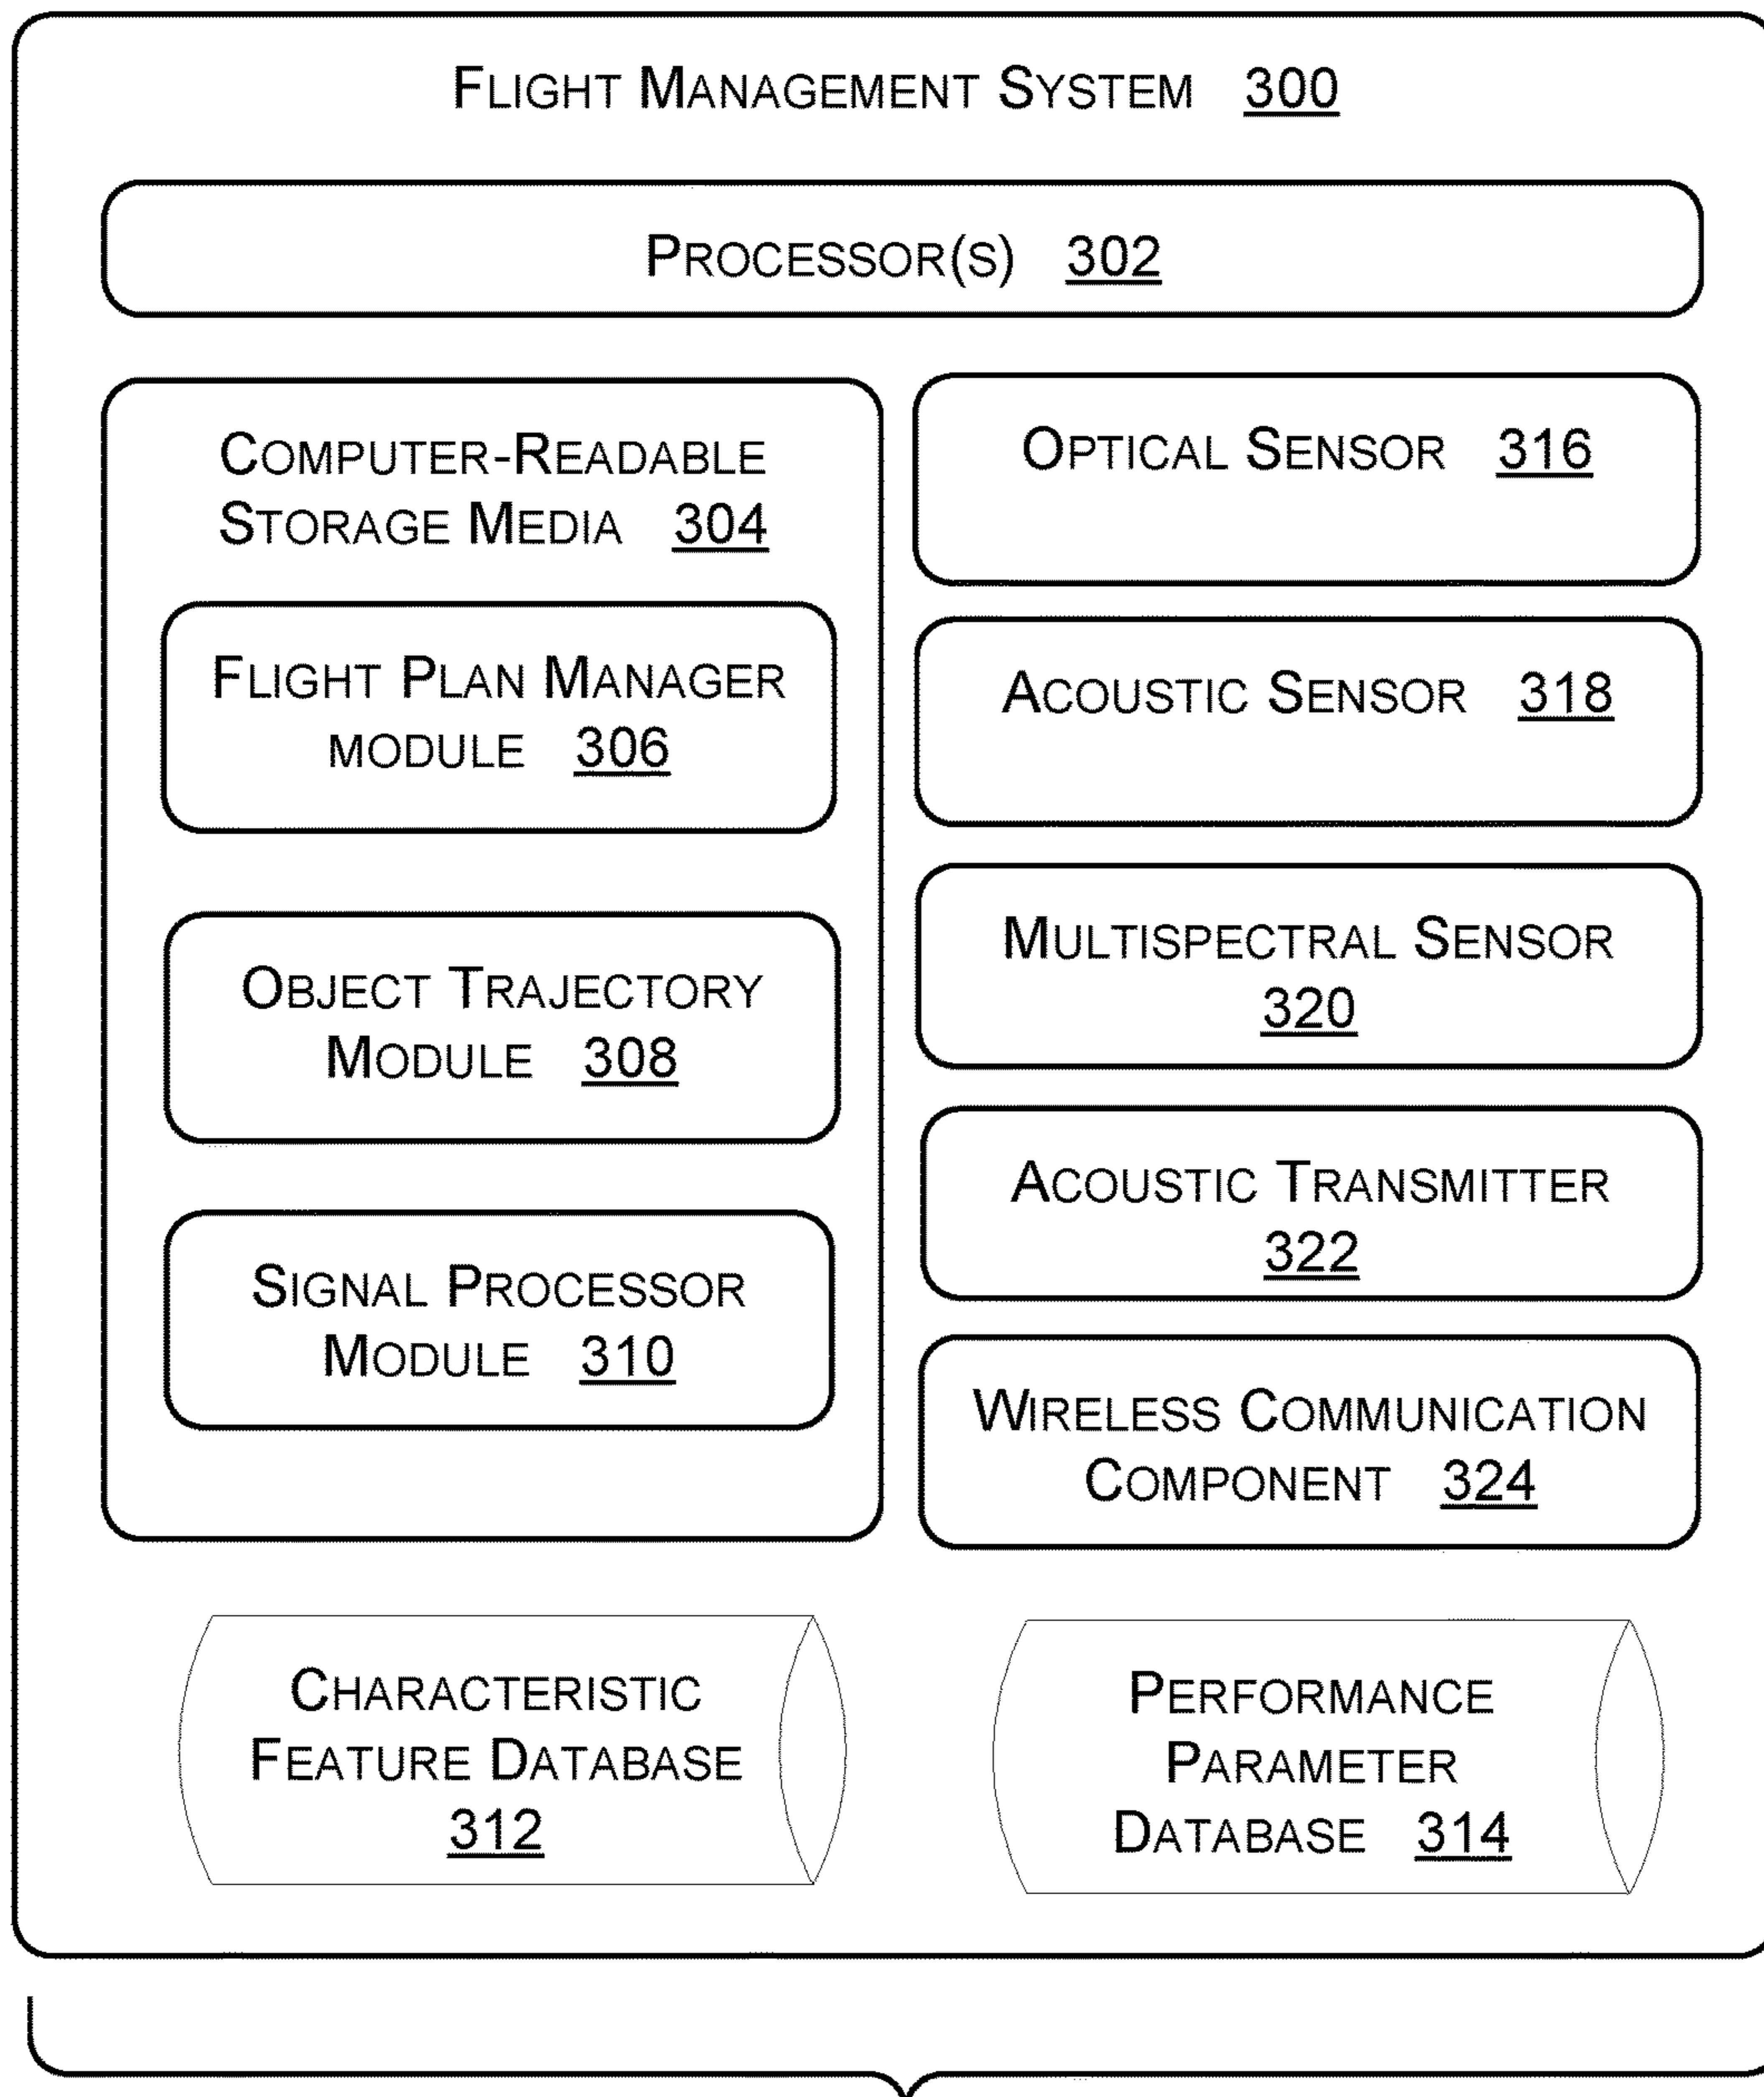 FLIGHT MANAGEMENT SYSTEM 300
PROCESSOR(S) 302
COMPUTER-READABLE
STORAGE MEDIA 304
FLIGHT PLAN MANAGER
MODULE 306
OBJECT TRAJECTORY
MODULE 308
SIGNAL PROCESSOR
MODULE 310
OPTICAL SENSOR 316
ACOUSTIC SENSOR 318
MULTISPECTRAL SENSOR
320
ACOUSTIC TRANSMITTER
322
WIRELESS COMMUNICATION
COMPONENT 324
CHARACTERISTIC
FEATURE DATABASE
312
PERFORMANCE
PARAMETER
DATABASE 314